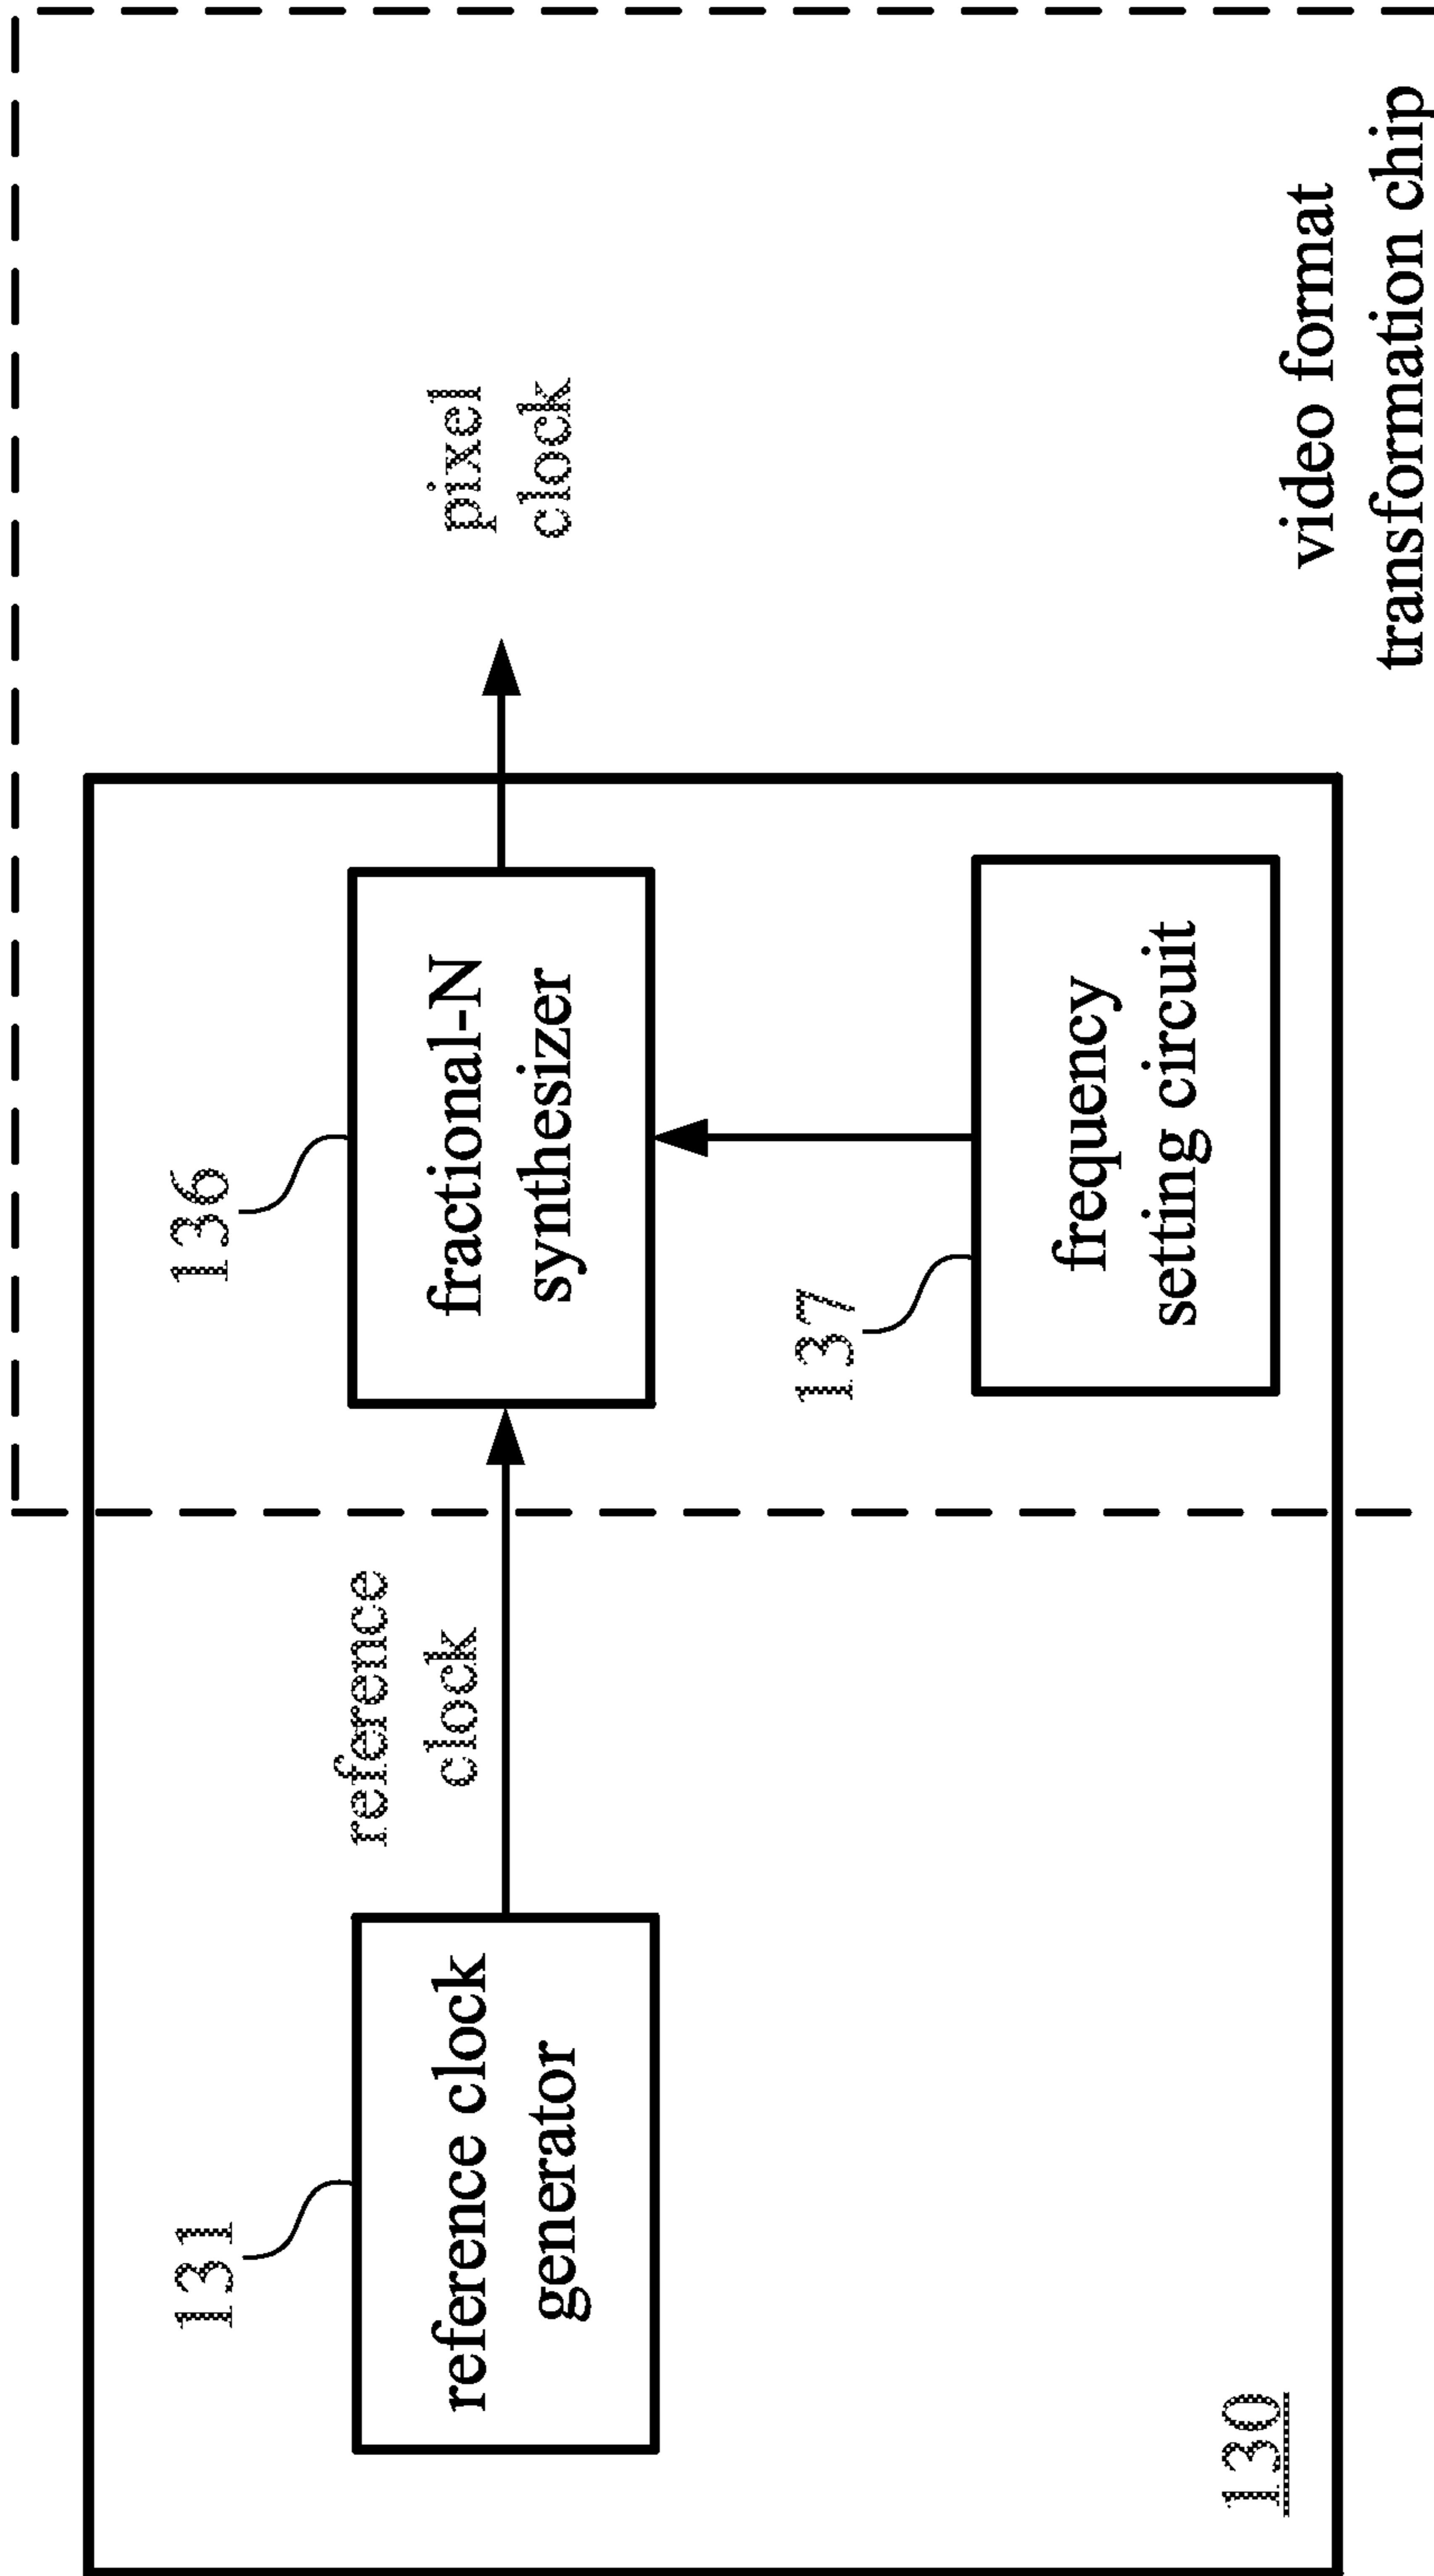 131
reference clock
generator
reference
clock
136
fractional-N
synthesizer
pixel
clock
137
frequency
setting circuit
130
video format
transformation chip